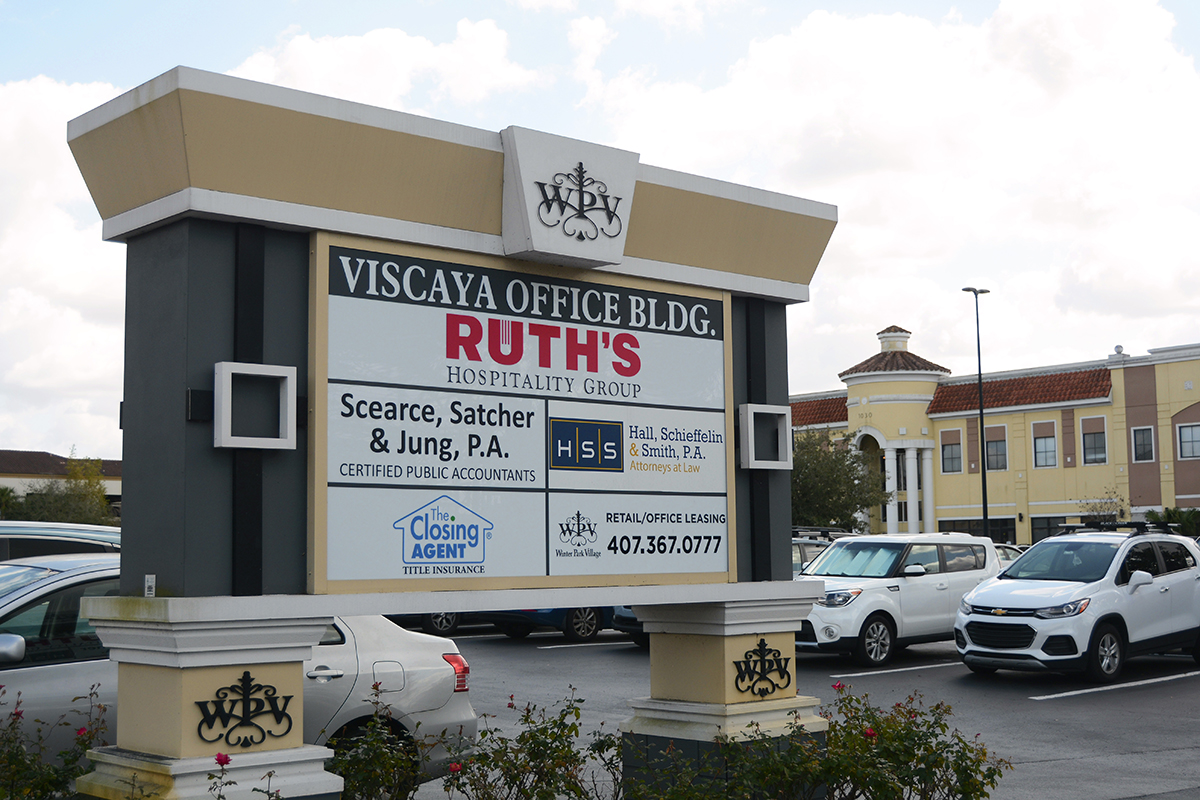 WPV
VISCAYA OFFICE BLDG.
RUTH'S
HOSPITALITY GROUP
Scearce, Satcher
& Jung, P.A.
CERTIFIED PUBLIC ACCOUNTANTS
HSS
Hall, Schieffelin
& Smith, P.A.
Attorneys at Law
The
Closing
AGENT®
TITLE INSURANCE
WPV
Winter Park Village
RETAIL/OFFICE LEASING
407.367.0777
WPV
WPV